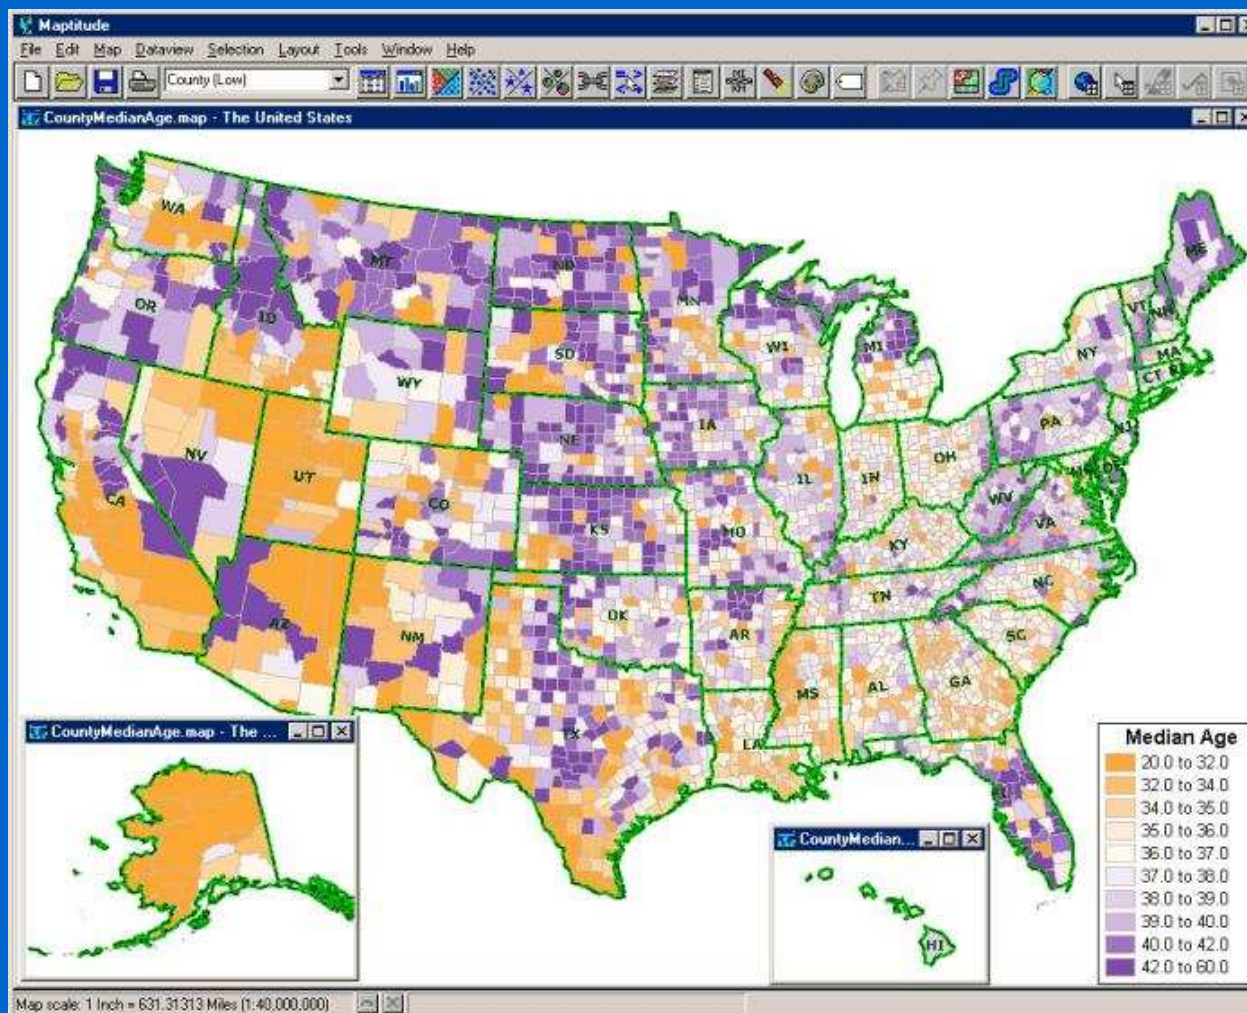 Maptitude
File Edit Map Dataview Selection Layout Tools Window Help
County (Low)
CountyMedianAge.map - The United States
WA
MT
ND
MN
ME
OR
ID
SD
WI
MI
VT
NH
NY
MA
WY
CT RI
NE
IA
PA
NJ
NV
UT
CO
IL
IN
OH
CA
KS
MO
WV
VA
KY
AZ
NM
OK
AR
TN
NC
SC
MS
AL
GA
TX
LA
CountyMedianAge.map - The ...
CountyMedian...
HI
Median Age
20.0 to 32.0
32.0 to 34.0
34.0 to 35.0
35.0 to 36.0
36.0 to 37.0
37.0 to 38.0
38.0 to 39.0
39.0 to 40.0
40.0 to 42.0
42.0 to 60.0
Map scale: 1 Inch = 631.31313 Miles (1:40,000,000)